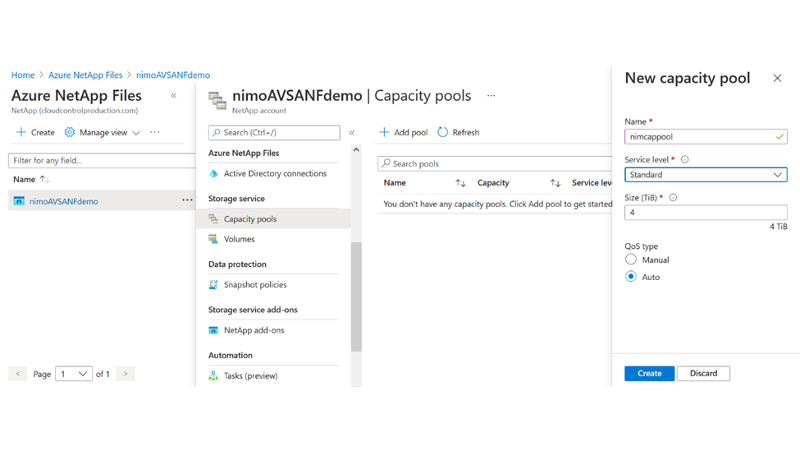 Home > Azure NetApp Files > nimoAVSANFdemo
Azure NetApp Files «
NetApp (cloudcontrolproduction.com)
+ Create Manage view ...
Filter for any field...
Name ↑↓
nimoAVSANFdemo ...
< Page 1 of 1 >
nimoAVSANFdemo | Capacity pools ...
NetApp account
Search (Ctrl+/) «
Azure NetApp Files
Active Directory connections
Storage service
Capacity pools
Volumes
Data protection
Snapshot policies
Storage service add-ons
NetApp add-ons
Automation
Tasks (preview)
+ Add pool Refresh
Search pools
Name ↑↓ Capacity ↑↓ Service leve
You don't have any capacity pools. Click Add pool to get started
New capacity pool ×
Name *
nimcappool
Service level *
Standard
Size (TiB) *
4
4 TiB
QoS type
Manual
Auto
Create Discard